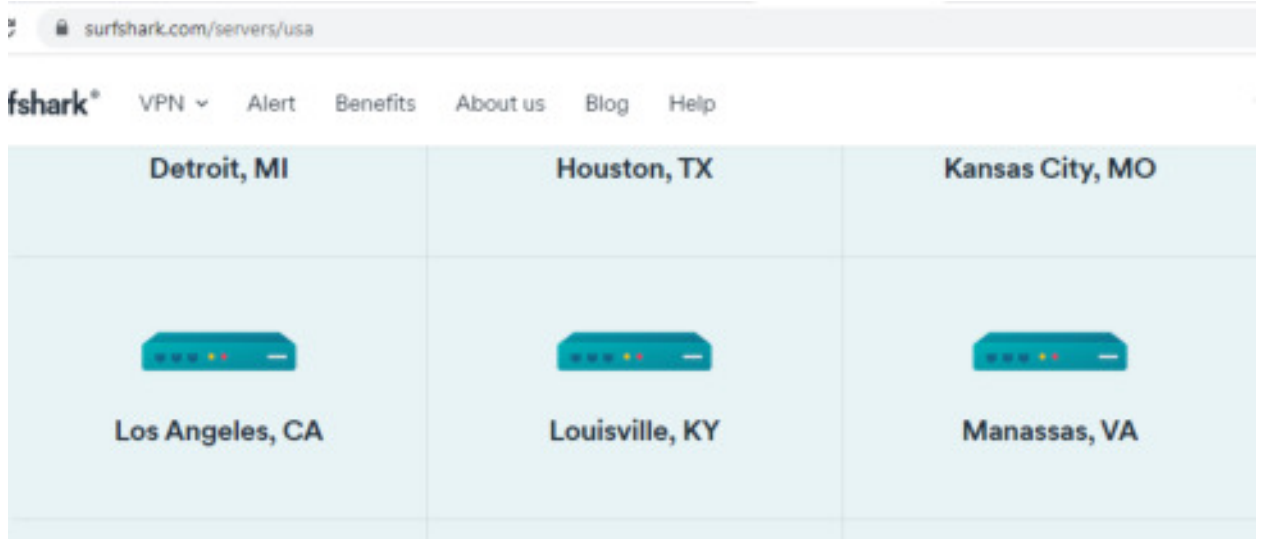 surfshark.com/servers/usa
fshark® VPN Alert Benefits About us Blog Help
Detroit, MI Houston, TX Kansas City, MO
Los Angeles, CA Louisville, KY Manassas, VA